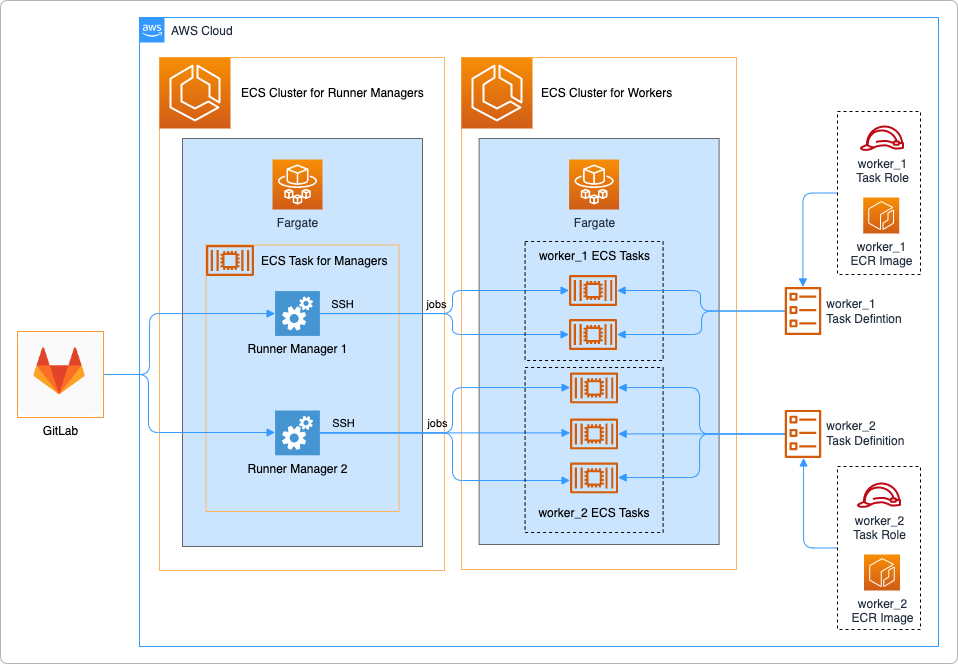 aws
AWS Cloud
ECS Cluster for Runner Managers
ECS Cluster for Workers
Fargate
Fargate
ECS Task for Managers
worker_1 ECS Tasks
SSH
jobs
Runner Manager 1
GitLab
SSH
jobs
Runner Manager 2
worker_2 ECS Tasks
worker_1
Task Role
worker_1
ECR Image
worker_1
Task Defintion
worker_2
Task Definition
worker_2
Task Role
worker_2
ECR Image